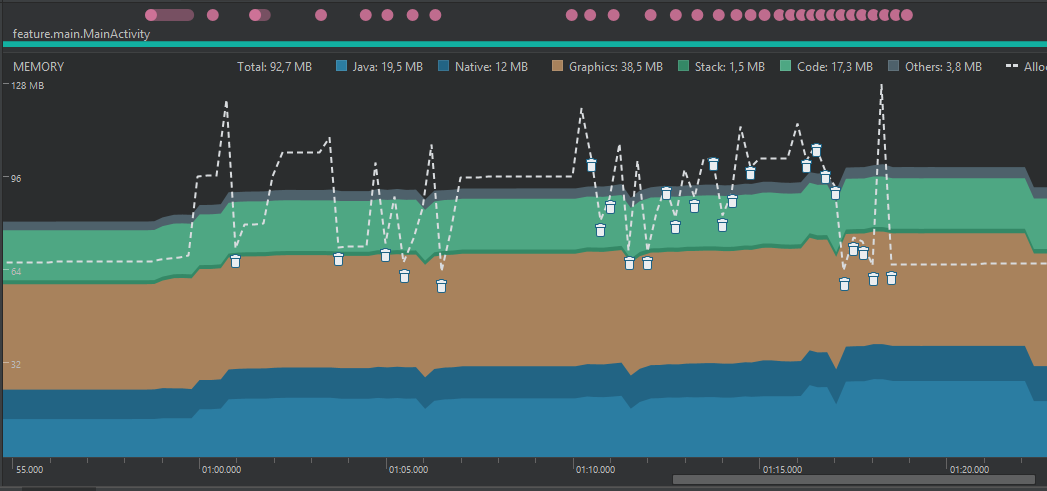 feature.main.MainActivity
MEMORY Total: 92,7 MB Java: 19,5 MB Native: 12 MB Graphics: 38,5 MB Stack: 1,5 MB Code: 17,3 MB Others: 3,8 MB Alloc
128 MB
96
64
32
55.000 01:00.000 01:05.000 01:10.000 01:15.000 01:20.000